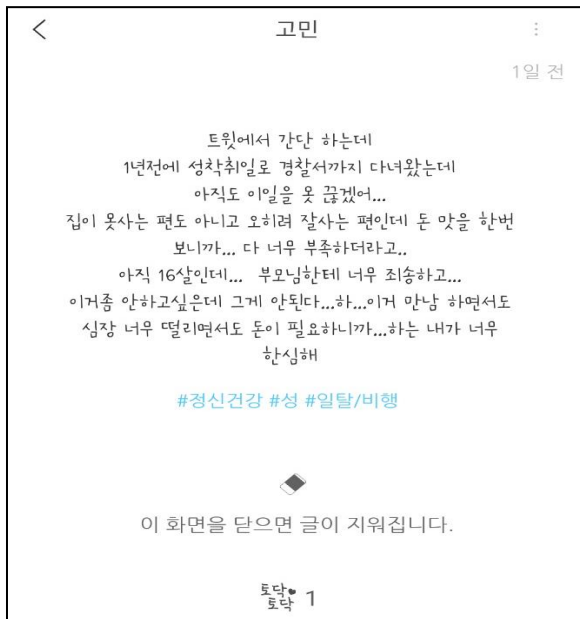 고민
1일 전
트윗에서 간단 하는데
1년전에 성착취일로 경찰서까지 다녀왔는데
아직도 이일을 못 끊겠어...
집이 못사는 편도 아니고 오히려 잘사는 편인데 돈 맛을 한번
보니까... 다 너무 부족하더라고..
아직 16살인데... 부모님한테 너무 죄송하고...
이거좀 안하고싶은데 그게 안된다...하...이거 만남 하면서도
심장 너무 떨리면서도 돈이 필요하니까...하는 내가 너무
한심해
#정신건강 #성 #일탈/비행
이 화면을 닫으면 글이 지워집니다.
토닥
토닥 1